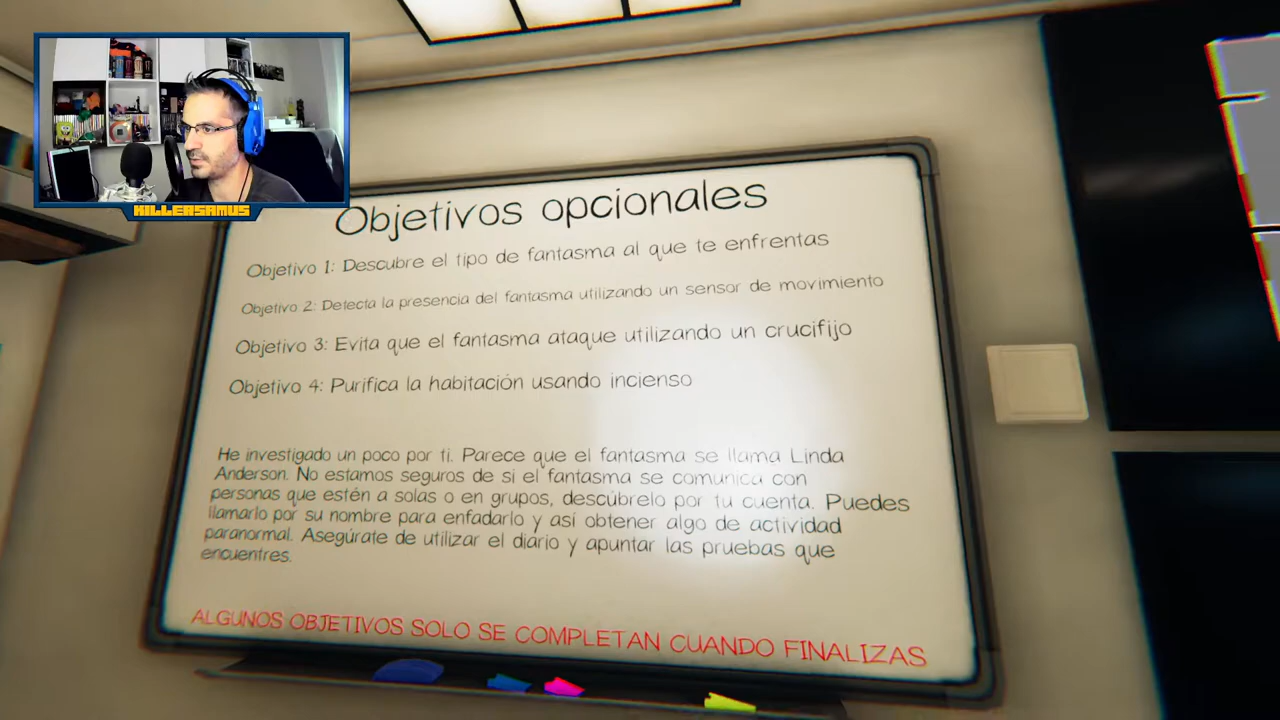 KILLERSAMUS
Objetivos opcionales
Objetivo 1: Descubre el tipo de fantasma al que te enfrentas
Objetivo 2: Detecta la presencia del fantasma utilizando un sensor de movimiento
Objetivo 3: Evita que el fantasma ataque utilizando un crucifijo
Objetivo 4: Purifica la habitación usando incienso
He investigado un poco por ti. Parece que el fantasma se llama Linda
Anderson. No estamos seguros de si el fantasma se comunica con
personas que estén a solas o en grupos, descúbrelo por tu cuenta. Puedes
llamarlo por su nombre para enfadarlo y así obtener algo de actividad
paranormal. Asegúrate de utilizar el diario y apuntar las pruebas que
encuentres.
ALGUNOS OBJETIVOS SOLO SE COMPLETAN CUANDO FINALIZAS